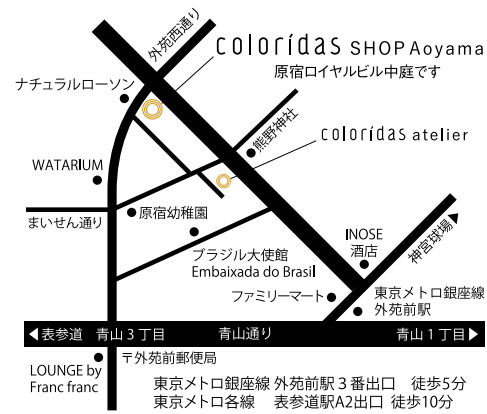 外苑西通り
coloridas SHOP Aoyama
原宿ロイヤルビル中庭です
ナチュラルローソン
熊野神社
coloridas atelier
WATARIUM
まいせん通り
原宿幼稚園
ブラジル大使館
Embaixada do Brasil
INOSE
酒店
神宮球場▶
ファミリーマート
東京メトロ銀座線
外苑前駅
◀表参道 青山3丁目 青山通り 青山1丁目▶
LOUNGE by
Franc franc
〒外苑前郵便局
東京メトロ銀座線 外苑前駅3番出口 徒歩5分
東京メトロ各線 表参道駅A2出口 徒歩10分